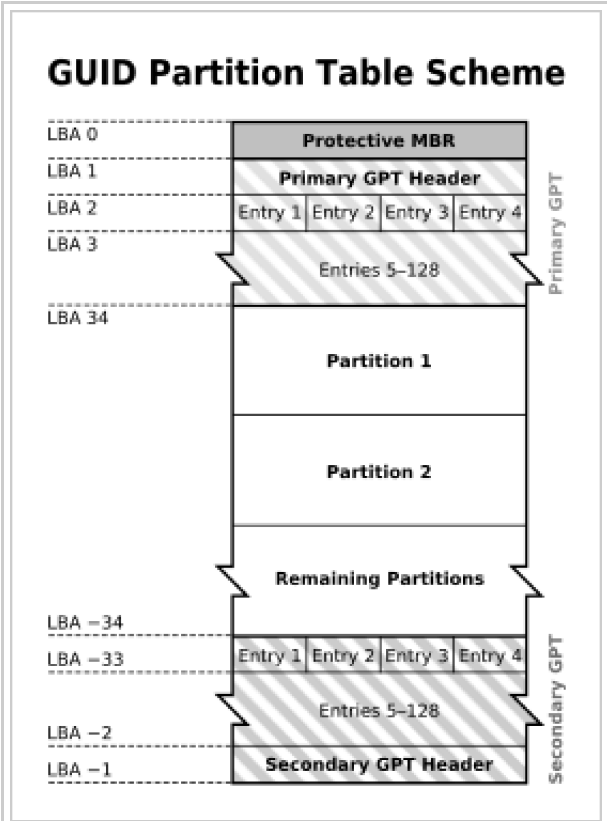 GUID Partition Table Scheme
LBA 0
Protective MBR
LBA 1
Primary GPT Header
LBA 2
Entry 1 Entry 2 Entry 3 Entry 4
LBA 3
Entries 5–128
Primary GPT
LBA 34
Partition 1
Partition 2
Remaining Partitions
LBA −34
LBA −33
Entry 1 Entry 2 Entry 3 Entry 4
Entries 5–128
Secondary GPT
LBA −2
Secondary GPT Header
LBA −1